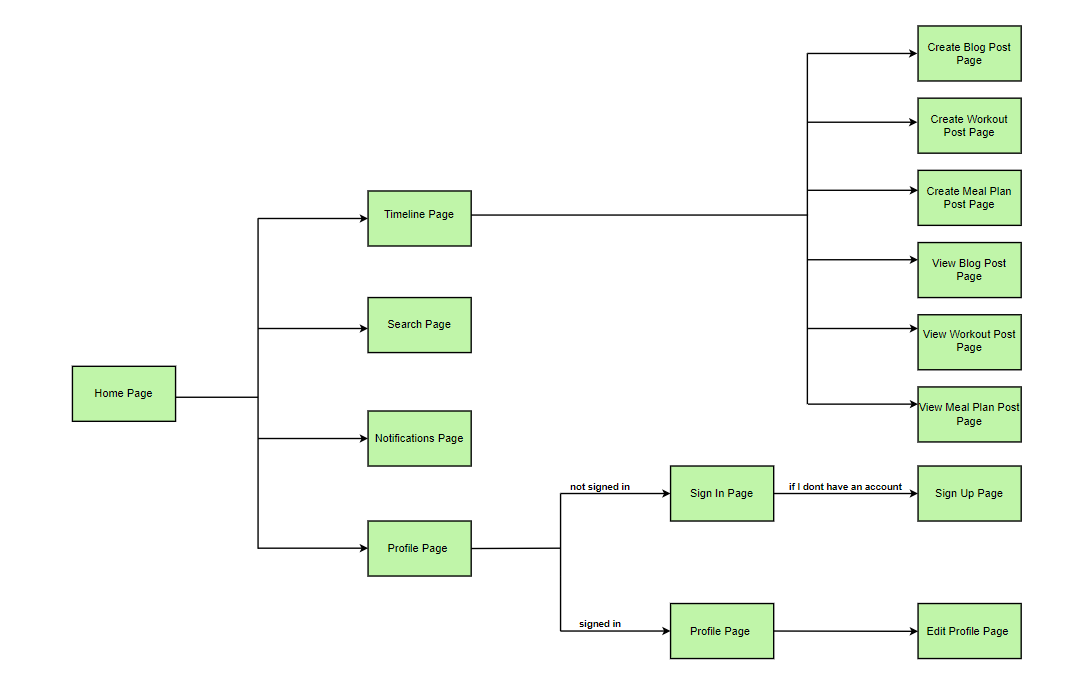 Create Blog Post
Page
Create Workout
Post Page
Create Meal Plan
Post Page
Timeline Page
View Blog Post
Page
Search Page
View Workout Post
Page
Home Page
View Meal Plan Post
Page
Notifications Page
not signed in
Sign In Page
if I dont have an account
Sign Up Page
Profile Page
signed in
Profile Page
Edit Profile Page